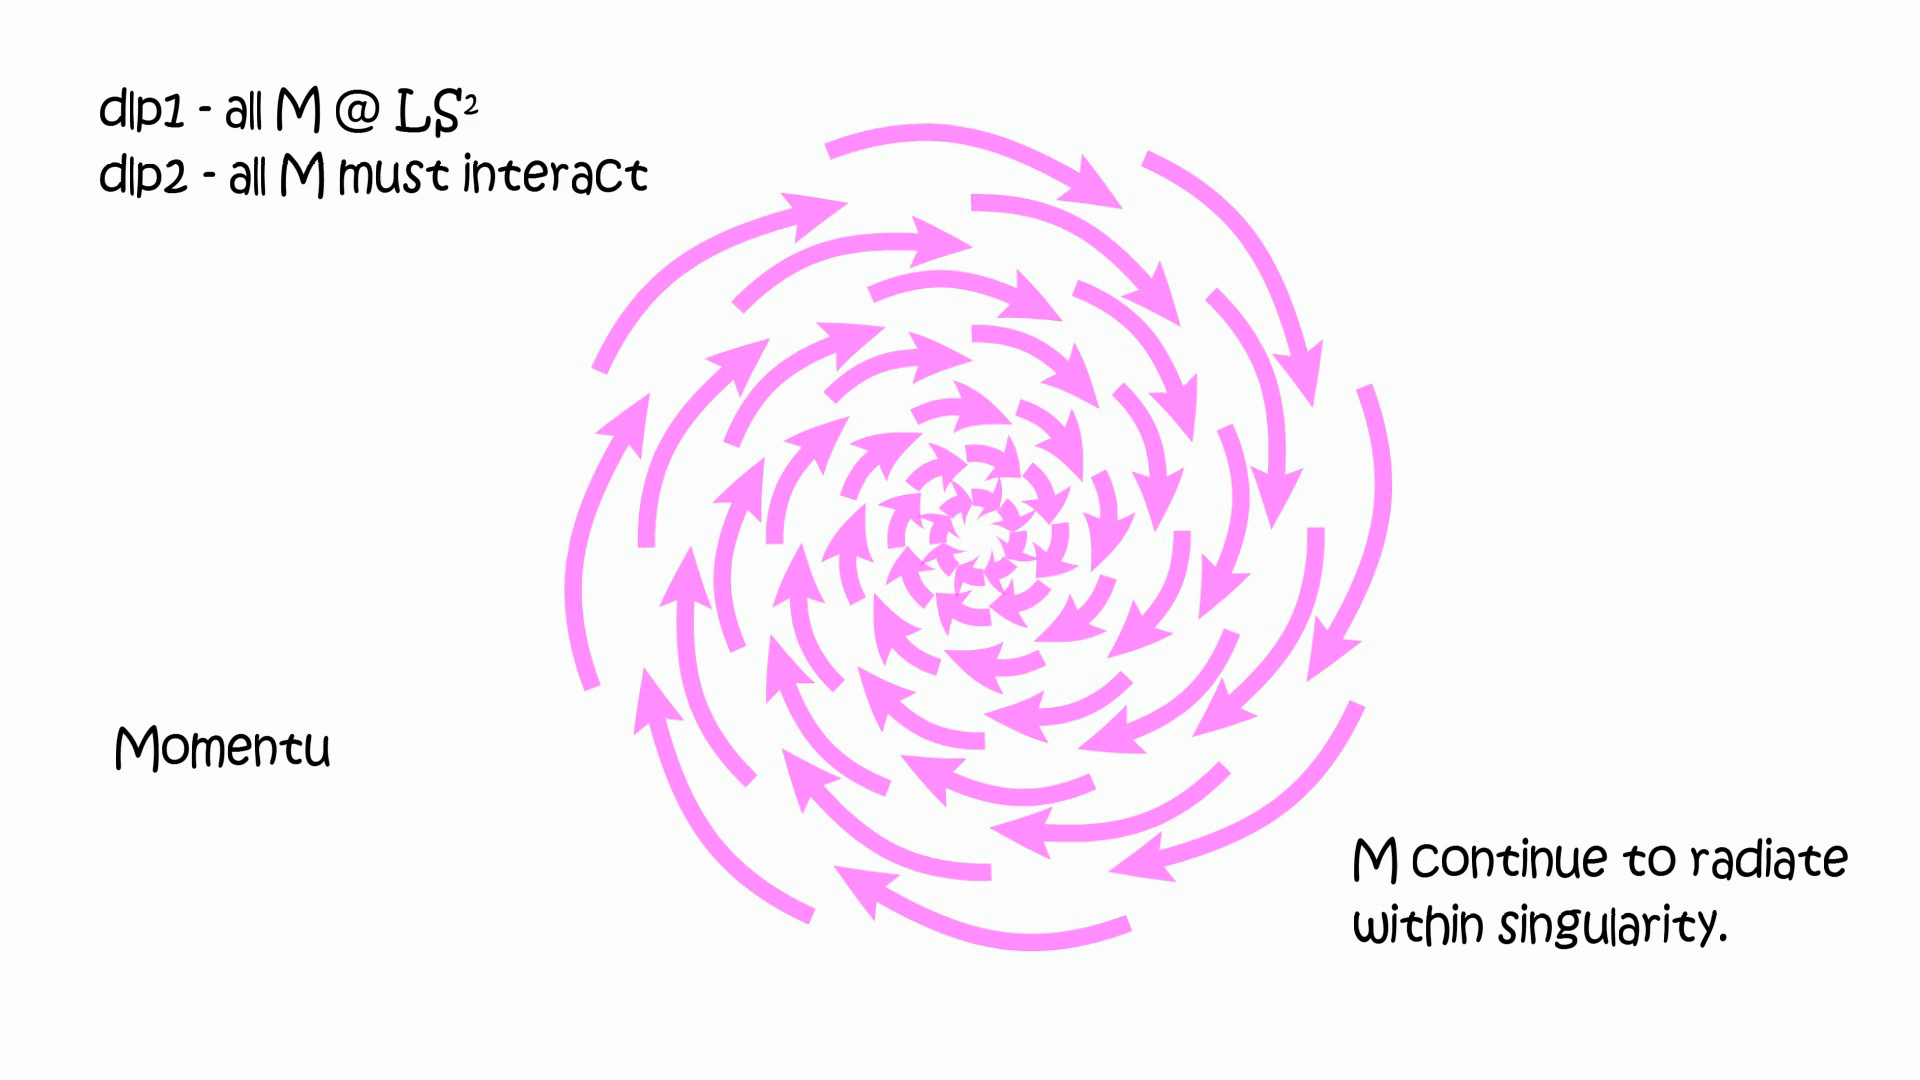 dlp1 - all M @ LS²
dlp2 - all M must interact
Momentu
M continue to radiate
within singularity.